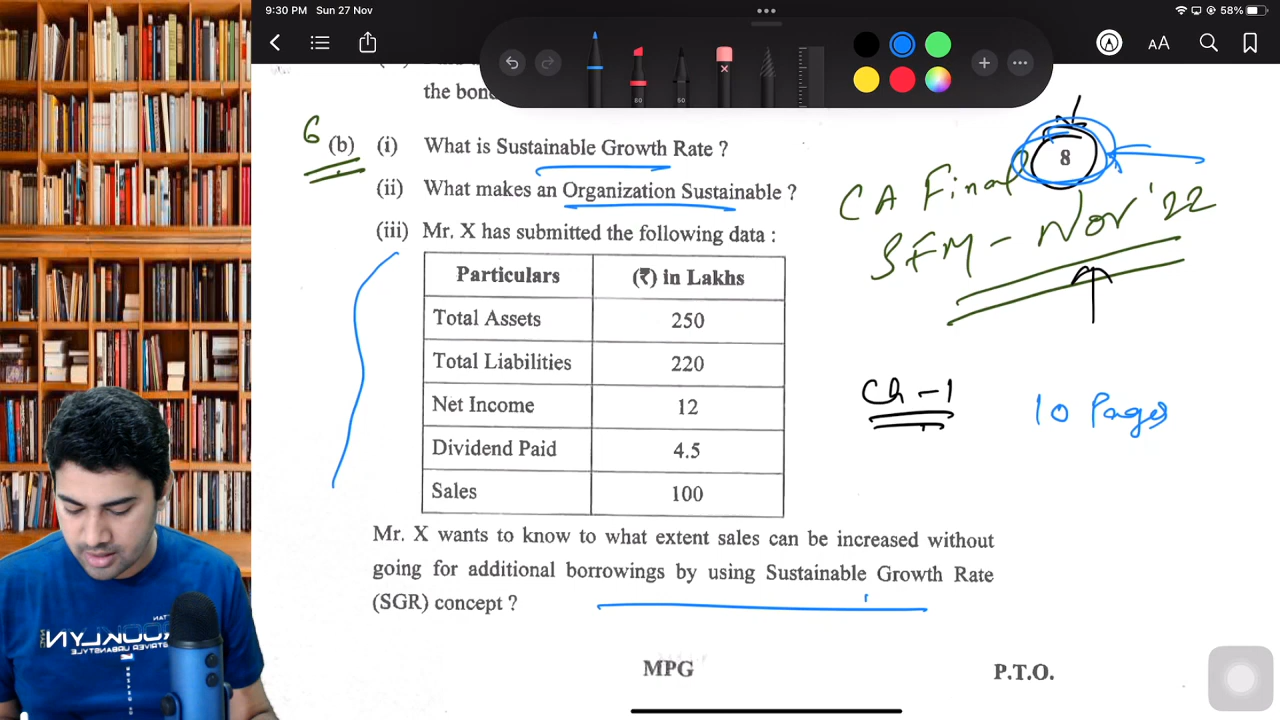 9:30 PM Sun 27 Nov
58%
AA
80
50
the bon
6 (b) (i) What is Sustainable Growth Rate ?
8
(ii) What makes an Organization Sustainable ?
CA Final
SFM - Nov '22
(iii) Mr. X has submitted the following data :
Particulars (₹) in Lakhs
Total Assets 250
Total Liabilities 220
Net Income 12
Dividend Paid 4.5
Sales 100
Ch - 1
10 Pages
Mr. X wants to know to what extent sales can be increased without
going for additional borrowings by using Sustainable Growth Rate
(SGR) concept ?
MPG
P.T.O.